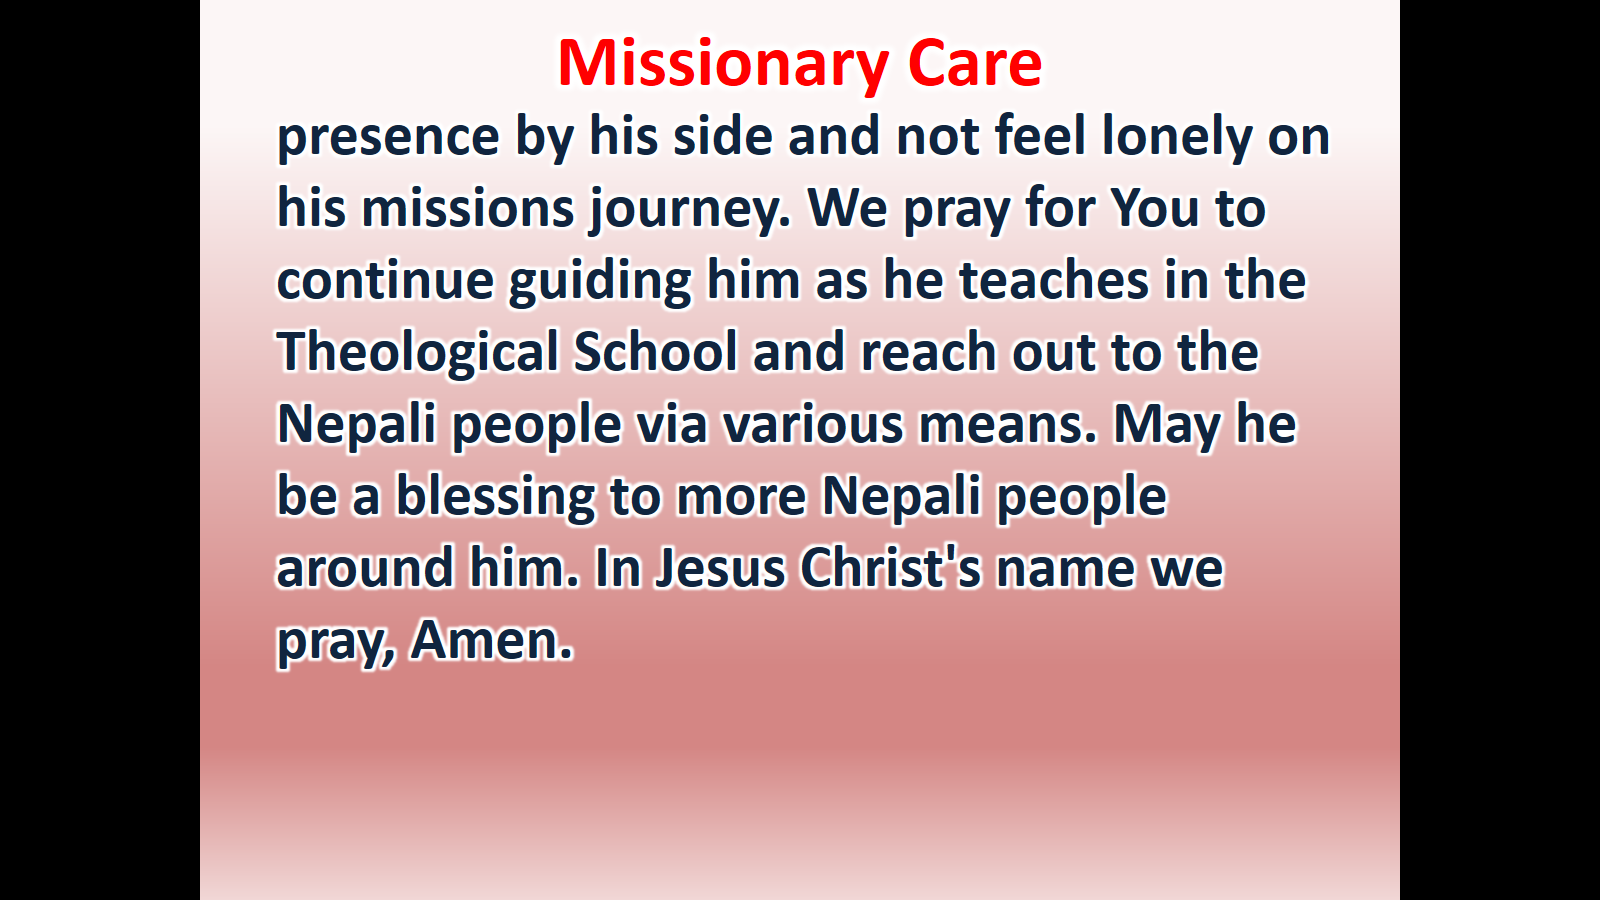 Missionary Care
presence by his side and not feel lonely on
his missions journey. We pray for You to
continue guiding him as he teaches in the
Theological School and reach out to the
Nepali people via various means. May he
be a blessing to more Nepali people
around him. In Jesus Christ's name we
pray, Amen.